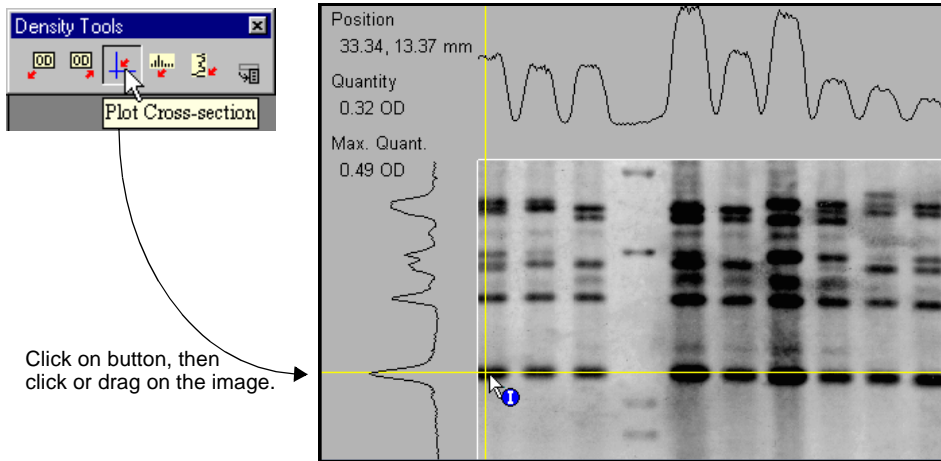 Density Tools
OD OD
Plot Cross-section
Click on button, then
click or drag on the image.
Position
33.34, 13.37 mm
Quantity
0.32 OD
Max. Quant.
0.49 OD
I